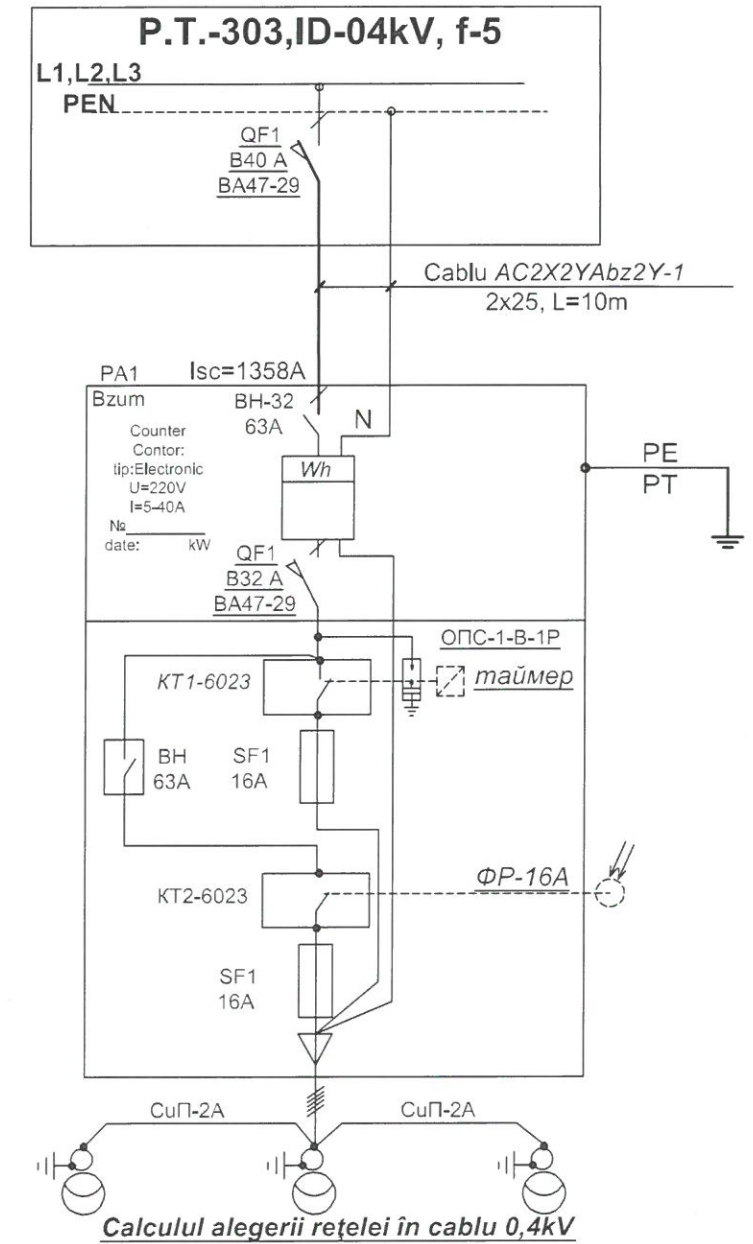 P.T.-303,ID-04kV, f-5
L1,L2,L3
PEN
QF1
B40 A
BA47-29
Cablu AC2X2YAbz2Y-1
2x25, L=10m
PA1
Isc=1358A
Bzum
BH-32
63A
N
Counter
Contor:
tip:Electronic
U=220V
I=5-40A
№
date: kW
Wh
PE
PT
QF1
B32 A
BA47-29
ОПС-1-В-1Р
КТ1-6023
таймер
ВН
63А
SF1
16A
КТ2-6023
ФР-16А
SF1
16A
СиП-2А
СиП-2А
Calculul alegerii rețelei în cablu 0,4kV